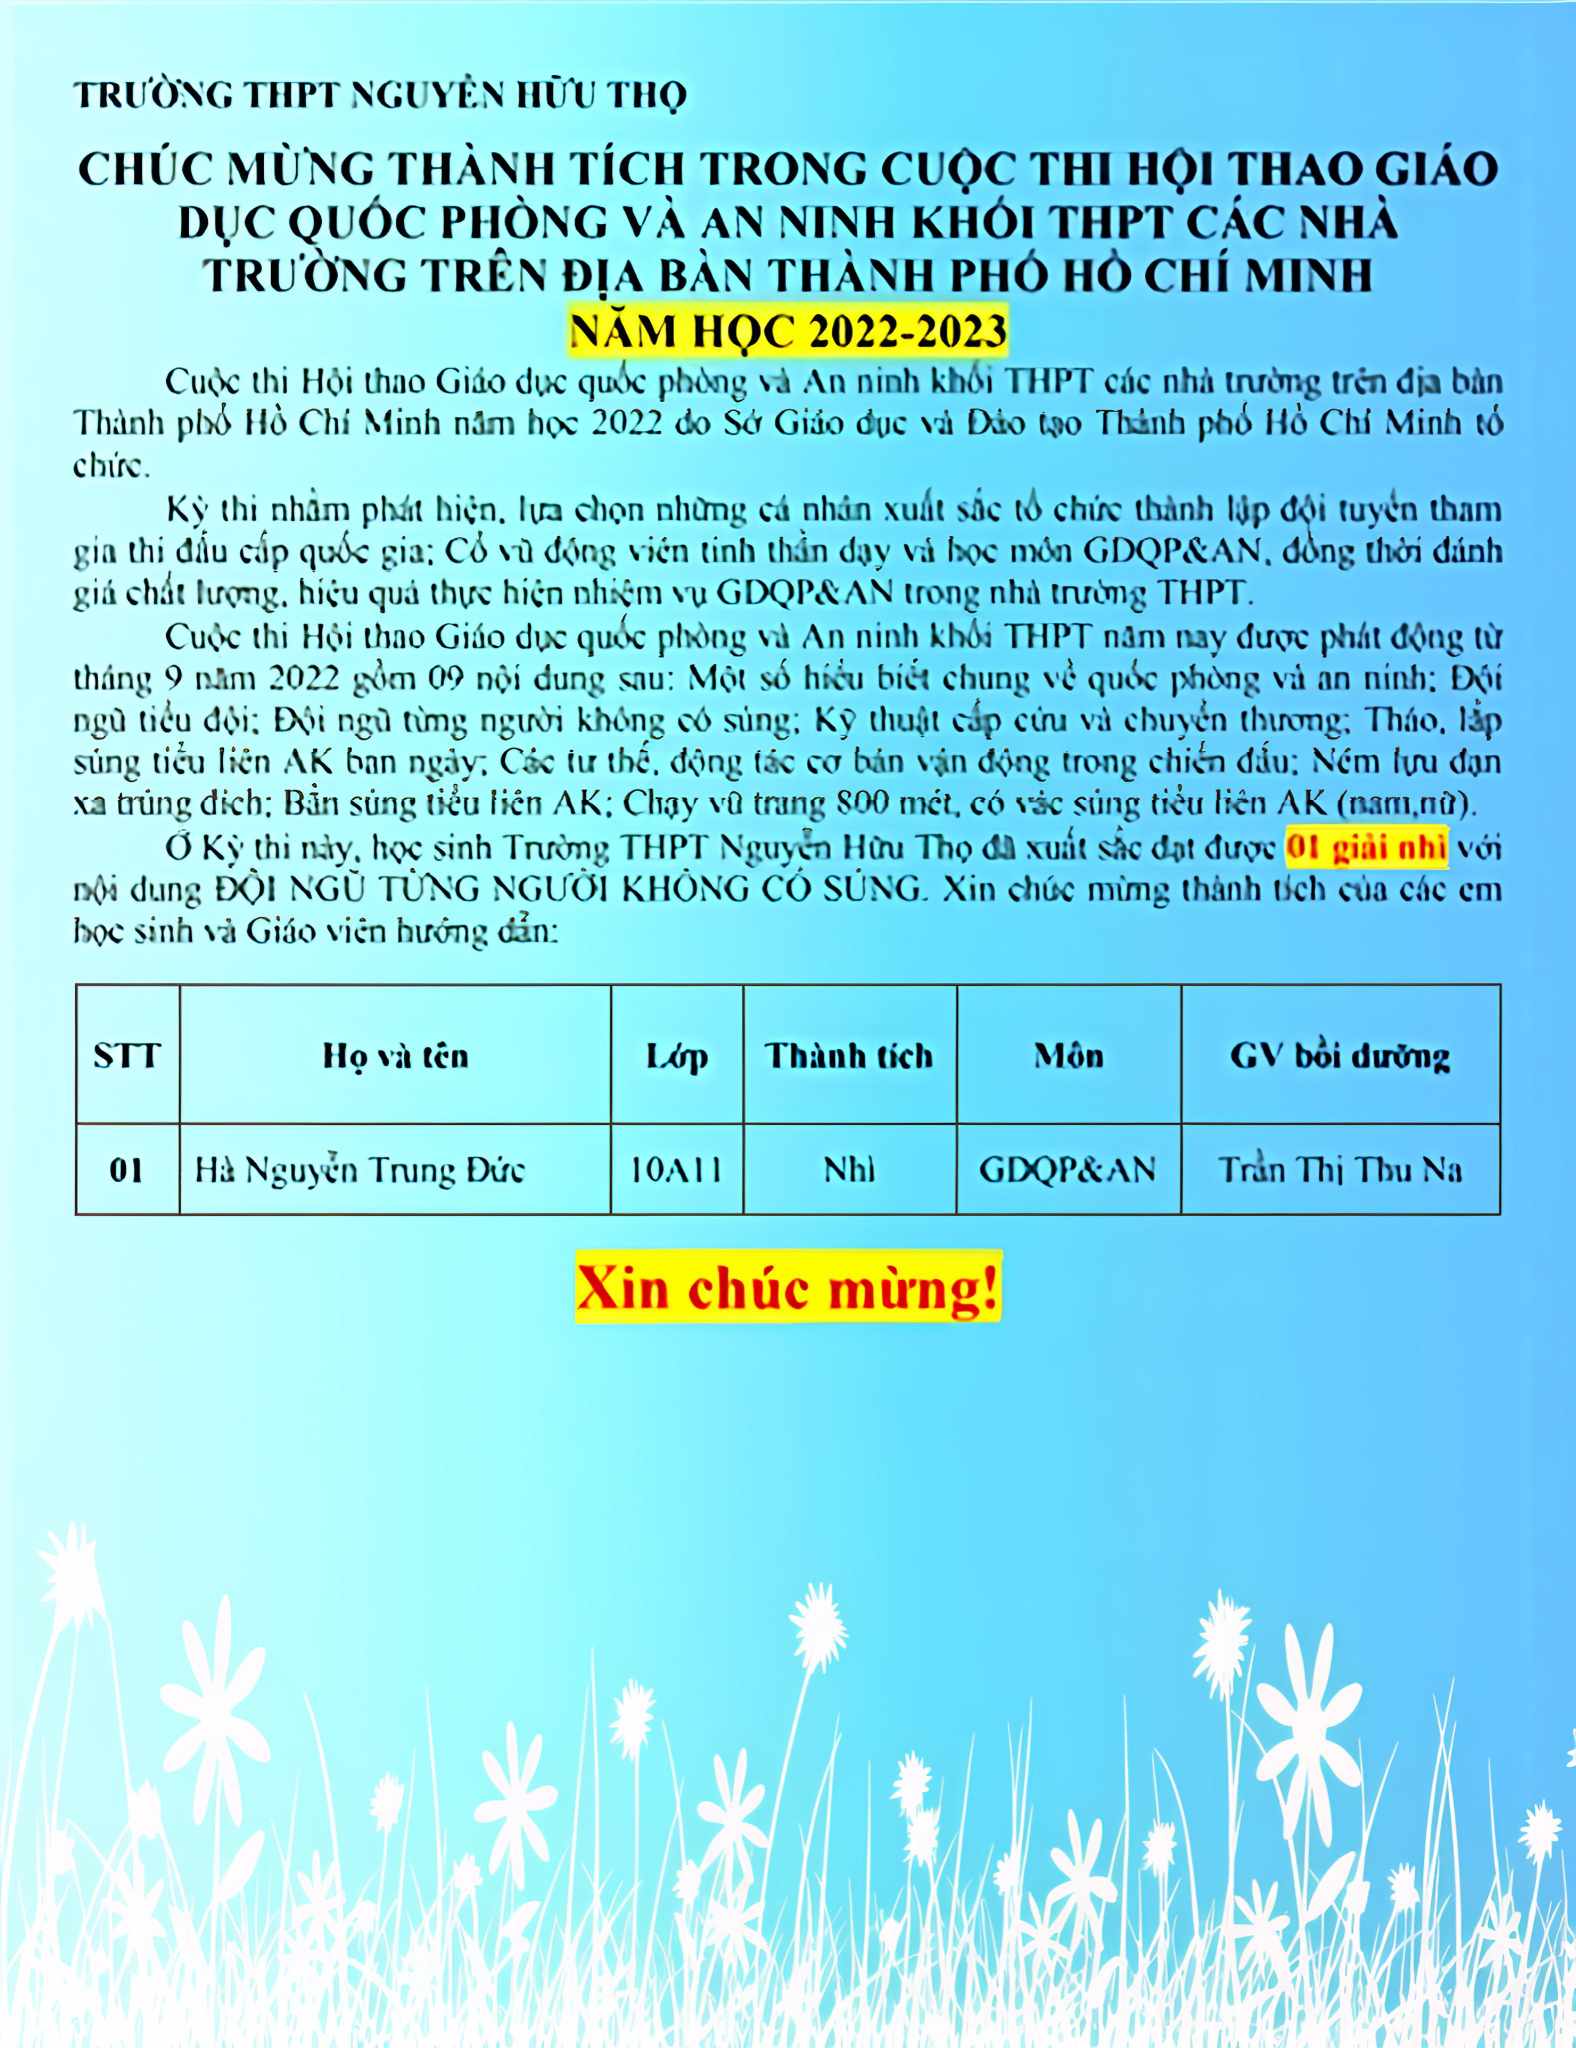 TRƯỜNG THPT NGUYỄN HỮU THỌ
CHÚC MỪNG THÀNH TÍCH TRONG CUỘC THI HỘI THAO GIÁO
DỤC QUỐC PHÒNG VÀ AN NINH KHỐI THPT CÁC NHÀ
TRƯỜNG TRÊN ĐỊA BÀN THÀNH PHỐ HỒ CHÍ MINH
NĂM HỌC 2022-2023
Cuộc thi Hội thao Giáo dục quốc phòng và An ninh khối THPT các nhà trường trên địa bàn
Thành phố Hồ Chí Minh năm học 2022 do Sở Giáo dục và Đào tạo Thành phố Hồ Chí Minh tổ
chức.
Kỳ thi nhằm phát hiện, lựa chọn những cá nhân xuất sắc tổ chức thành lập đội tuyển tham
gia thi đấu cấp quốc gia; Cổ vũ động viên tinh thần dạy và học môn GDQP&AN, đồng thời đánh
giá chất lượng, hiệu quả thực hiện nhiệm vụ GDQP&AN trong nhà trường THPT.
Cuộc thi Hội thao Giáo dục quốc phòng và An ninh khối THPT năm nay được phát động từ
tháng 9 năm 2022 gồm 09 nội dung sau: Một số hiểu biết chung về quốc phòng và an ninh; Đội
ngũ tiểu đội; Đội ngũ từng người không có súng; Kỹ thuật cấp cứu và chuyển thương; Tháo, lắp
súng tiểu liên AK ban ngày; Các tư thế, động tác cơ bản vận động trong chiến đấu; Ném lựu đạn
xa trúng đích; Bắn súng tiểu liên AK; Chạy vũ trang 800 mét, có vác súng tiểu liên AK (nam,nữ).
Ở Kỳ thi này, học sinh Trường THPT Nguyễn Hữu Thọ đã xuất sắc đạt được 01 giải nhì với
nội dung ĐỘI NGŨ TỪNG NGƯỜI KHÔNG CÓ SÚNG. Xin chúc mừng thành tích của các em
học sinh và Giáo viên hướng dẫn:
STT Họ và tên Lớp Thành tích Môn GV bồi dưỡng
01 Hà Nguyễn Trung Đức 10A11 Nhì GDQP&AN Trần Thị Thu Na
Xin chúc mừng!